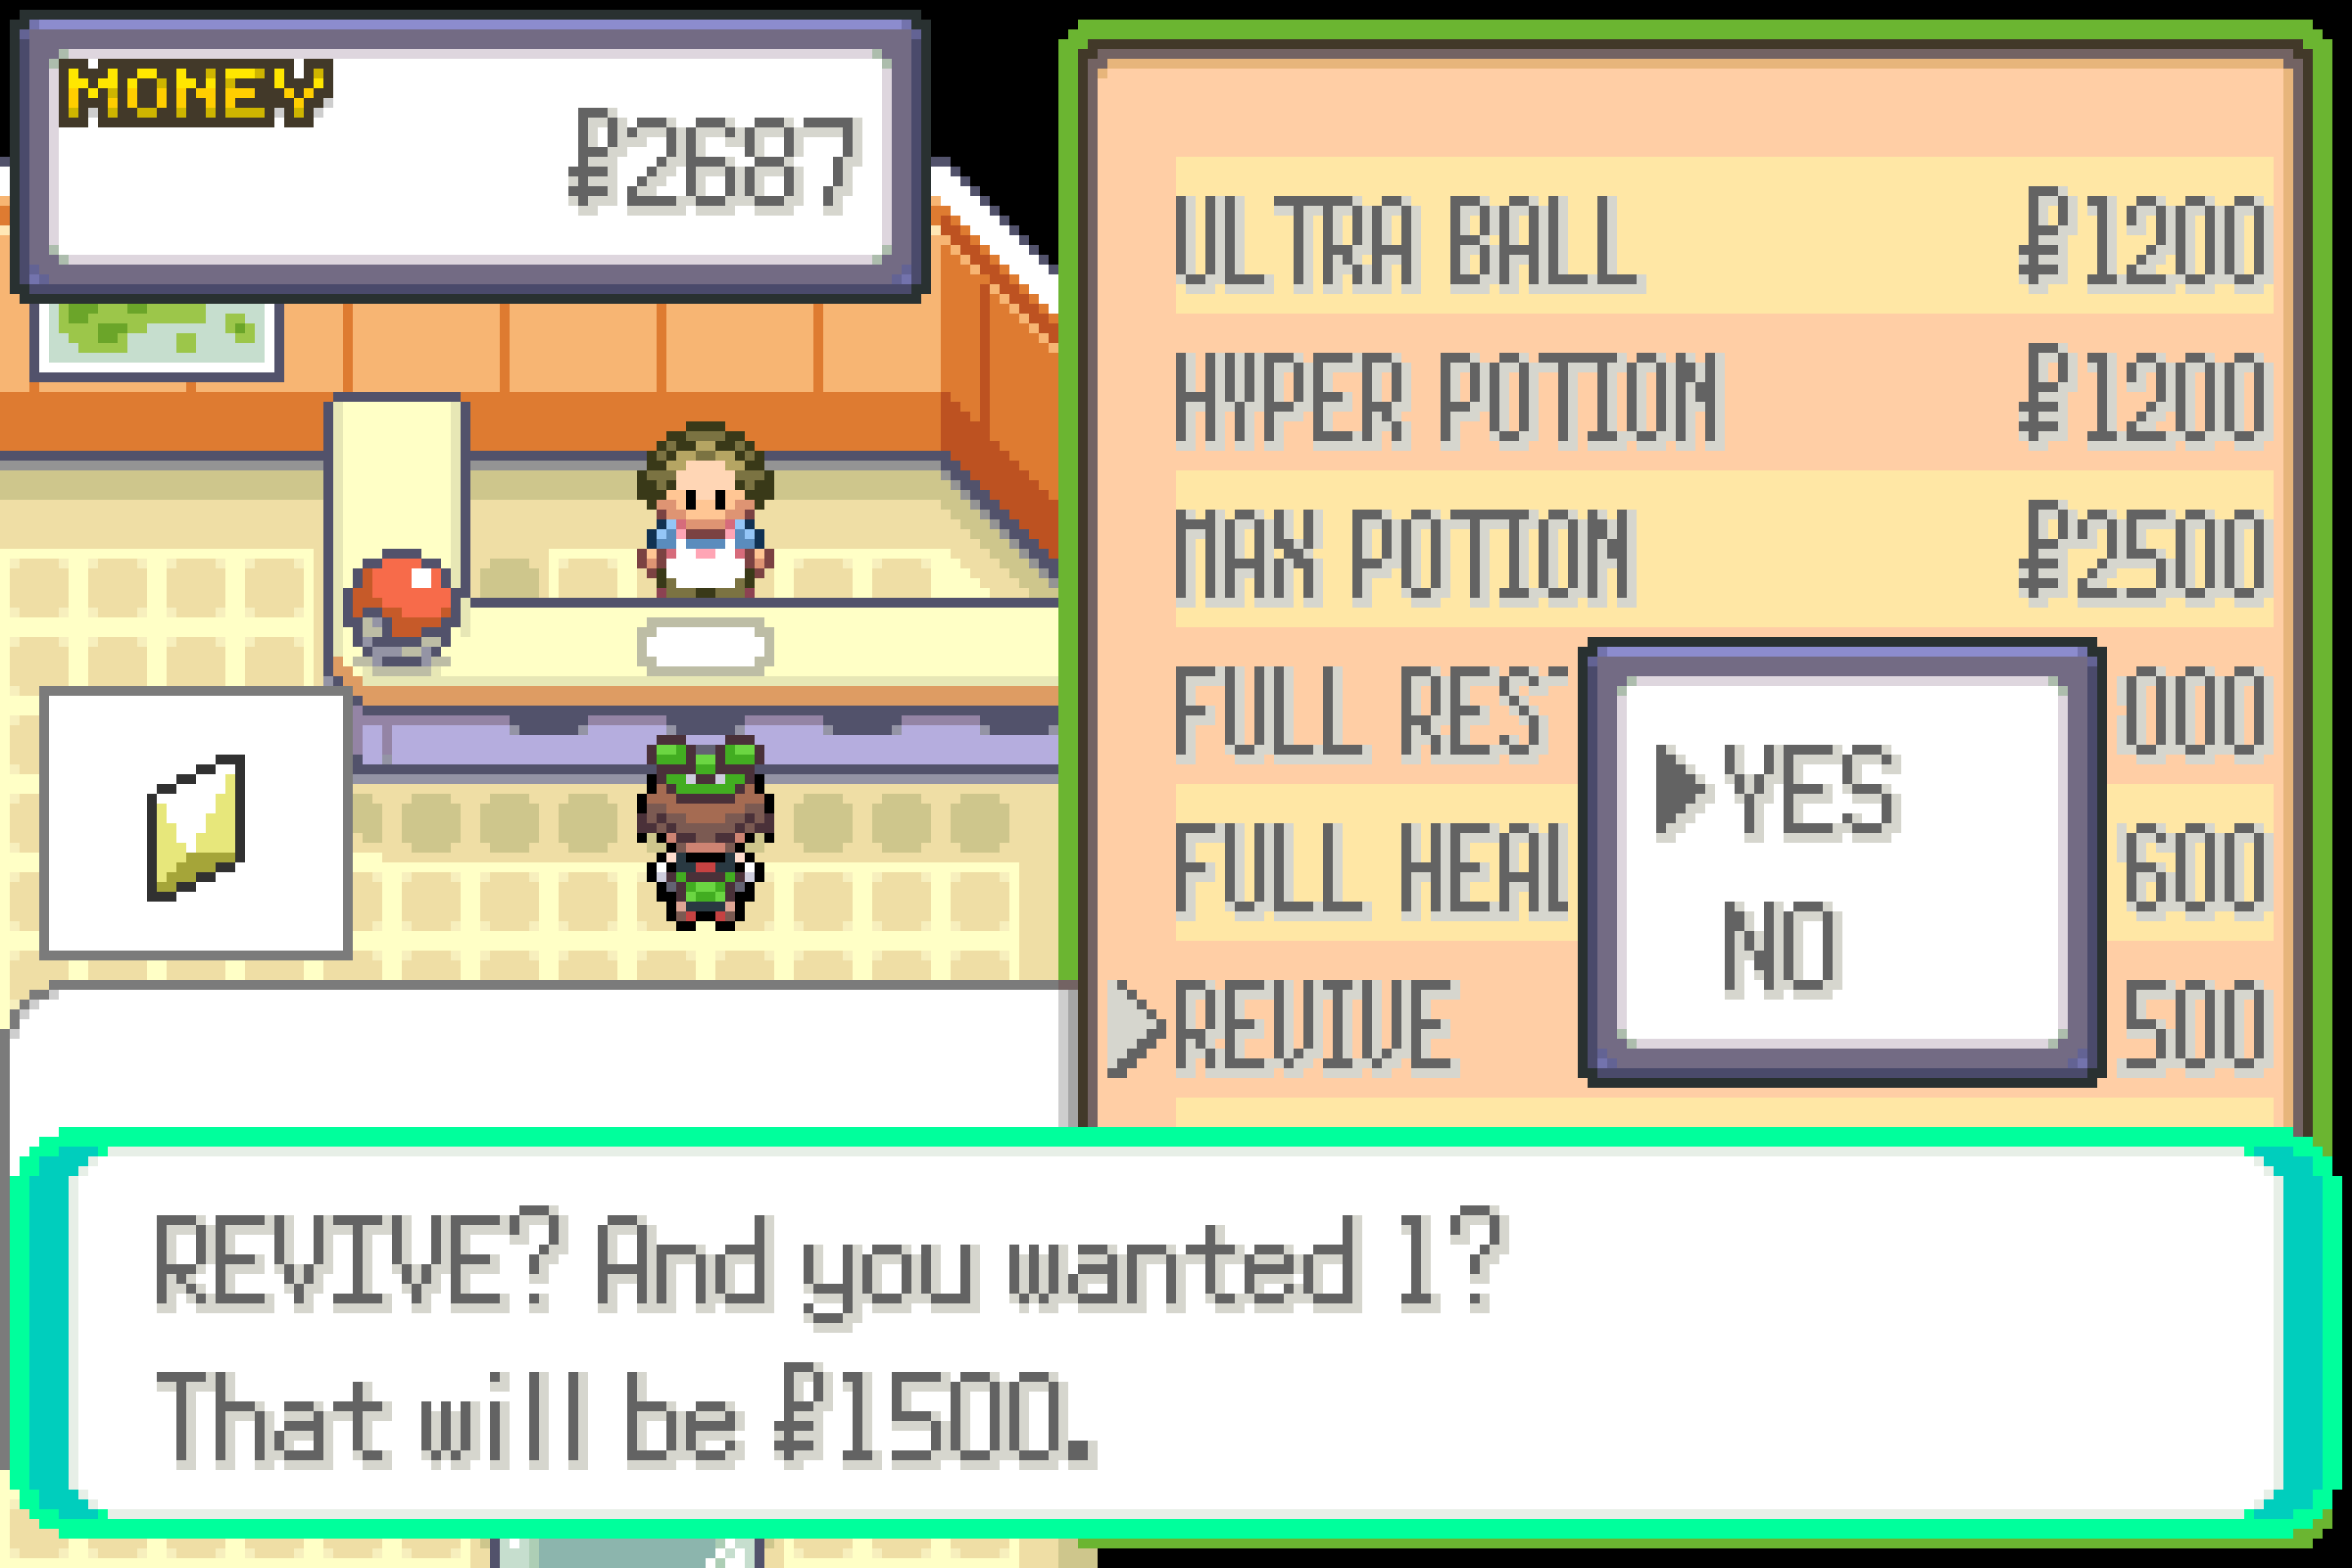 MONEY
₽2687
ULTRA BALL ₽1200
HYPER POTION ₽1200
MAX POTION ₽2500
FULL RES 000
FULL HEAL 600
REVIVE 500
YES
NO
REVIVE? And you wanted 1?
That will be ₽1500.